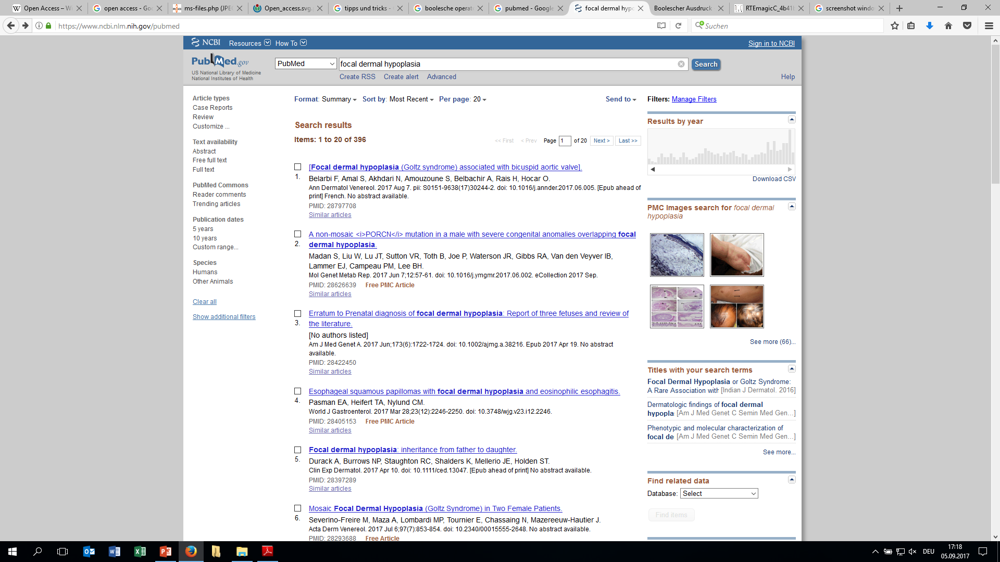 Open Access – Wi
open access - Goo
ms-files.php (JPEG
Open_access.svg.
tipps und tricks -
boolesche operat
pubmed - Google
focal dermal hypo
Boolescher Ausdruck
RTEmagicC_4b41b
screenshot windo
https://www.ncbi.nlm.nih.gov/pubmed
Suchen
NCBI Resources How To Sign in to NCBI
PubMed.gov
US National Library of Medicine
National Institutes of Health
PubMed focal dermal hypoplasia Search
Create RSS Create alert Advanced Help
Article types
Case Reports
Review
Customize ...
Text availability
Abstract
Free full text
Full text
PubMed Commons
Reader comments
Trending articles
Publication dates
5 years
10 years
Custom range...
Species
Humans
Other Animals
Clear all
Show additional filters
Format: Summary Sort by: Most Recent Per page: 20 Send to
Search results
Items: 1 to 20 of 396
<< First < Prev Page 1 of 20 Next > Last >>
[Focal dermal hypoplasia (Goltz syndrome) associated with bicuspid aortic valve].
1.
Belarbi F, Amal S, Akhdari N, Amouzoune S, Belbachir A, Rais H, Hocar O.
Ann Dermatol Venereol. 2017 Aug 7. pii: S0151-9638(17)30244-2. doi: 10.1016/j.annder.2017.06.005. [Epub ahead of
print] French. No abstract available.
PMID: 28797708
Similar articles
A non-mosaic <i>PORCN</i> mutation in a male with severe congenital anomalies overlapping focal
2. dermal hypoplasia.
Madan S, Liu W, Lu JT, Sutton VR, Toth B, Joe P, Waterson JR, Gibbs RA, Van den Veyver IB,
Lammer EJ, Campeau PM, Lee BH.
Mol Genet Metab Rep. 2017 Jun 7;12:57-61. doi: 10.1016/j.ymgmr.2017.06.002. eCollection 2017 Sep.
PMID: 28626639 Free PMC Article
Similar articles
Erratum to Prenatal diagnosis of focal dermal hypoplasia: Report of three fetuses and review of
3. the literature.
[No authors listed]
Am J Med Genet A. 2017 Jun;173(6):1722-1724. doi: 10.1002/ajmg.a.38216. Epub 2017 Apr 19. No abstract
available.
PMID: 28422450
Similar articles
Esophageal squamous papillomas with focal dermal hypoplasia and eosinophilic esophagitis.
4.
Pasman EA, Heifert TA, Nylund CM.
World J Gastroenterol. 2017 Mar 28;23(12):2246-2250. doi: 10.3748/wjg.v23.i12.2246.
PMID: 28405153 Free PMC Article
Similar articles
Focal dermal hypoplasia: inheritance from father to daughter.
5.
Durack A, Burrows NP, Staughton RC, Shalders K, Mellerio JE, Holden ST.
Clin Exp Dermatol. 2017 Apr 10. doi: 10.1111/ced.13047. [Epub ahead of print] No abstract available.
PMID: 28397289
Similar articles
Mosaic Focal Dermal Hypoplasia (Goltz Syndrome) in Two Female Patients.
6.
Severino-Freire M, Maza A, Lombardi MP, Tournier E, Chassaing N, Mazereeuw-Hautier J.
Acta Derm Venereol. 2017 Jul 6;97(7):853-854. doi: 10.2340/00015555-2648. No abstract available.
PMID: 28293688 Free Article
Filters: Manage Filters
Results by year
Download CSV
PMC Images search for focal dermal
hypoplasia
See more (66)...
Titles with your search terms
Focal Dermal Hypoplasia or Goltz Syndrome:
A Rare Association with [Indian J Dermatol. 2016]
Dermatologic findings of focal dermal
hypopla [Am J Med Genet C Semin Med Gen...]
Phenotypic and molecular characterization of
focal de [Am J Med Genet C Semin Med Gen...]
See more...
Find related data
Database: Select
Find items
DEU
17:18
05.09.2017